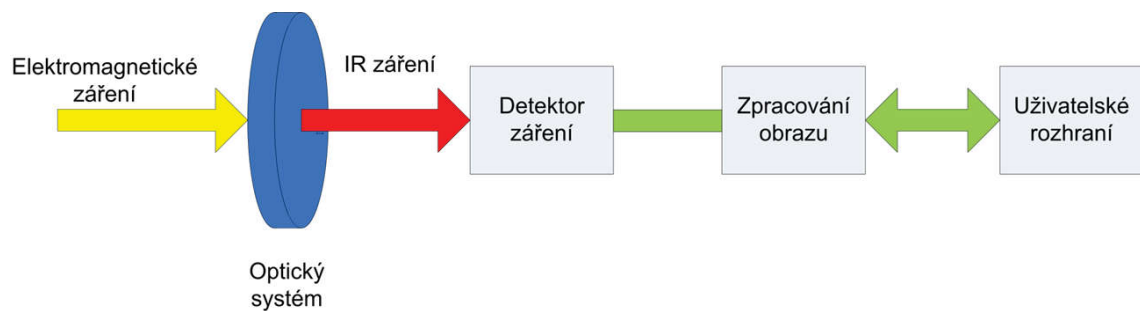 Elektromagnetické
záření
IR záření
Detektor
záření
Zpracování
obrazu
Uživatelské
rozhraní
Optický
systém